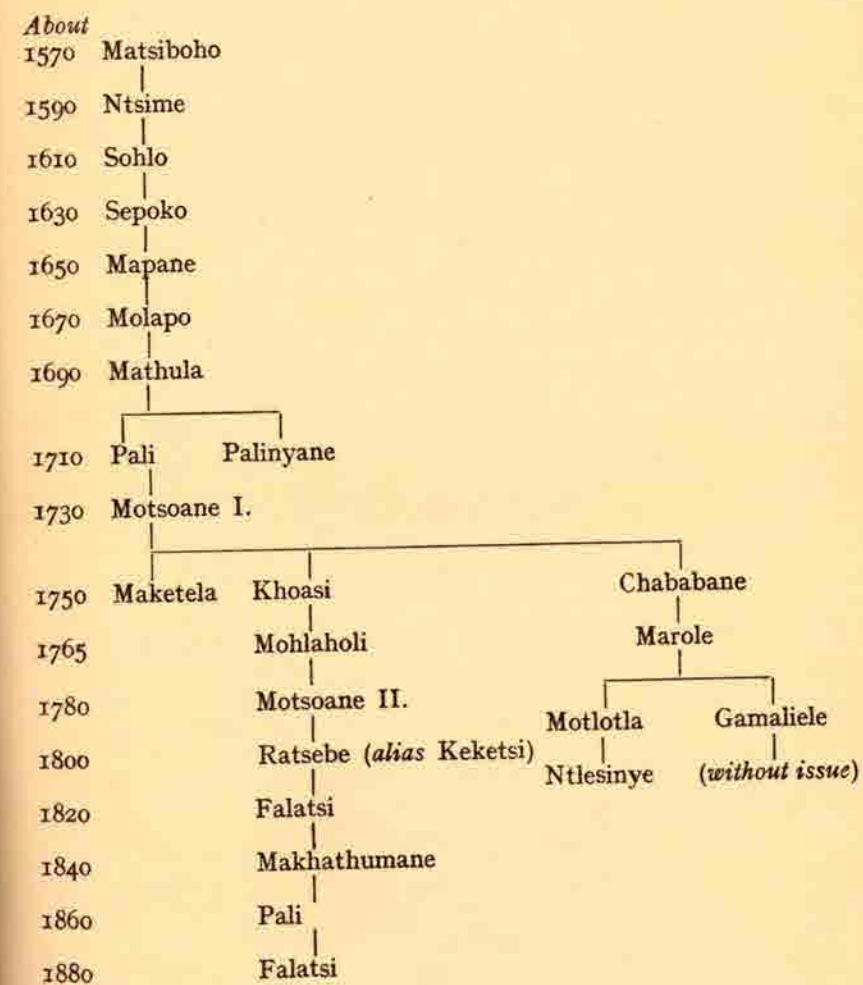 About
1570 Matsiboho
1590 Ntsime
1610 Sohlo
1630 Sepoko
1650 Mapane
1670 Molapo
1690 Mathula
1710 Pali Palinyane
1730 Motsoane I.
1750 Maketela Khoasi Chababane
1765 Mohlaholi Marole
1780 Motsoane II. Motlotla Gamaliele
1800 Ratsebe (alias Keketsi) Ntlesinye (without issue)
1820 Falatsi
1840 Makhathumane
1860 Pali
1880 Falatsi